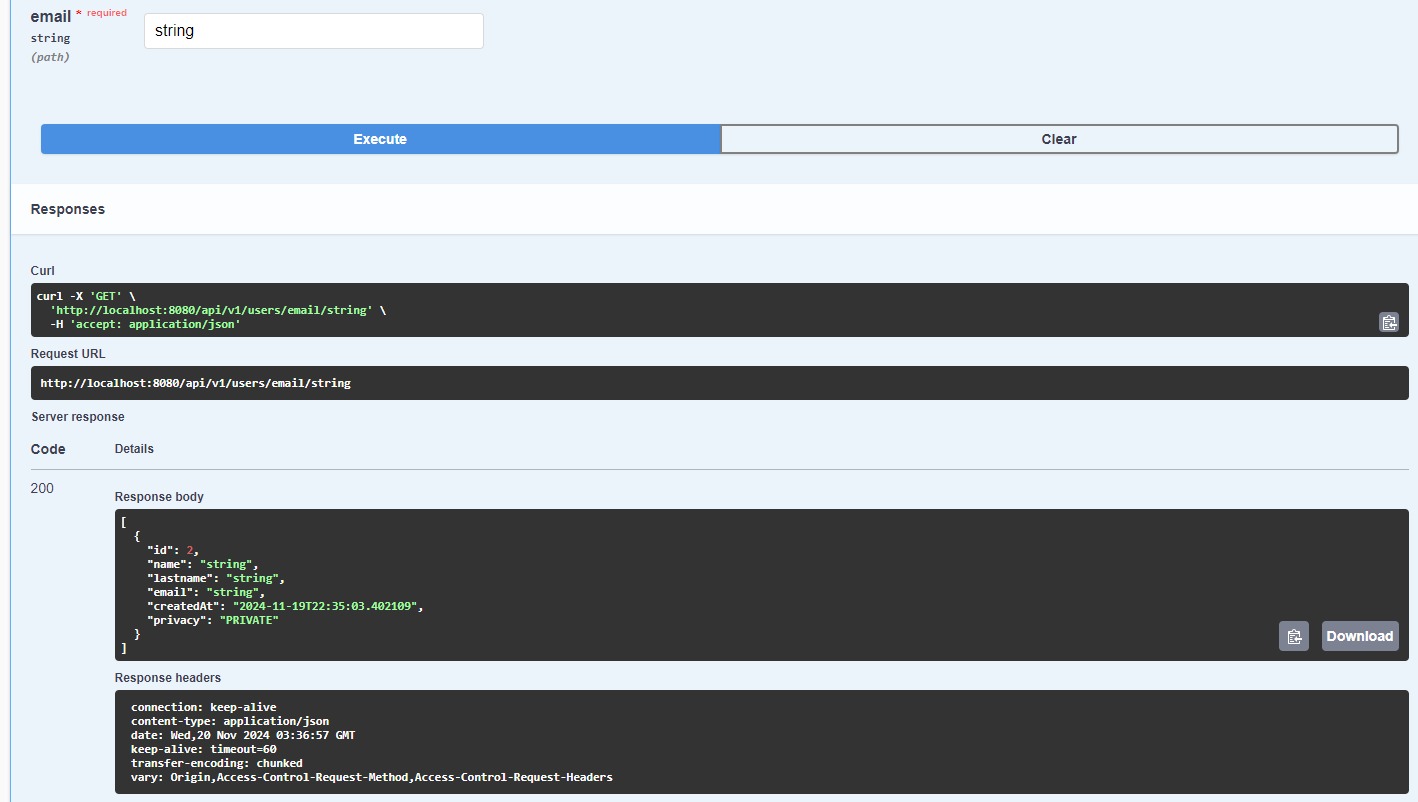 email * required
string
string
(path)
Execute
Clear
Responses
Curl
curl -X 'GET' \
  'http://localhost:8080/api/v1/users/email/string' \
  -H 'accept: application/json'
Request URL
http://localhost:8080/api/v1/users/email/string
Server response
Code
Details
200
Response body
[
  {
    "id": 2,
    "name": "string",
    "lastname": "string",
    "email": "string",
    "createdAt": "2024-11-19T22:35:03.402109",
    "privacy": "PRIVATE"
  }
]
Download
Response headers
connection: keep-alive
content-type: application/json
date: Wed,20 Nov 2024 03:36:57 GMT
keep-alive: timeout=60
transfer-encoding: chunked
vary: Origin,Access-Control-Request-Method,Access-Control-Request-Headers